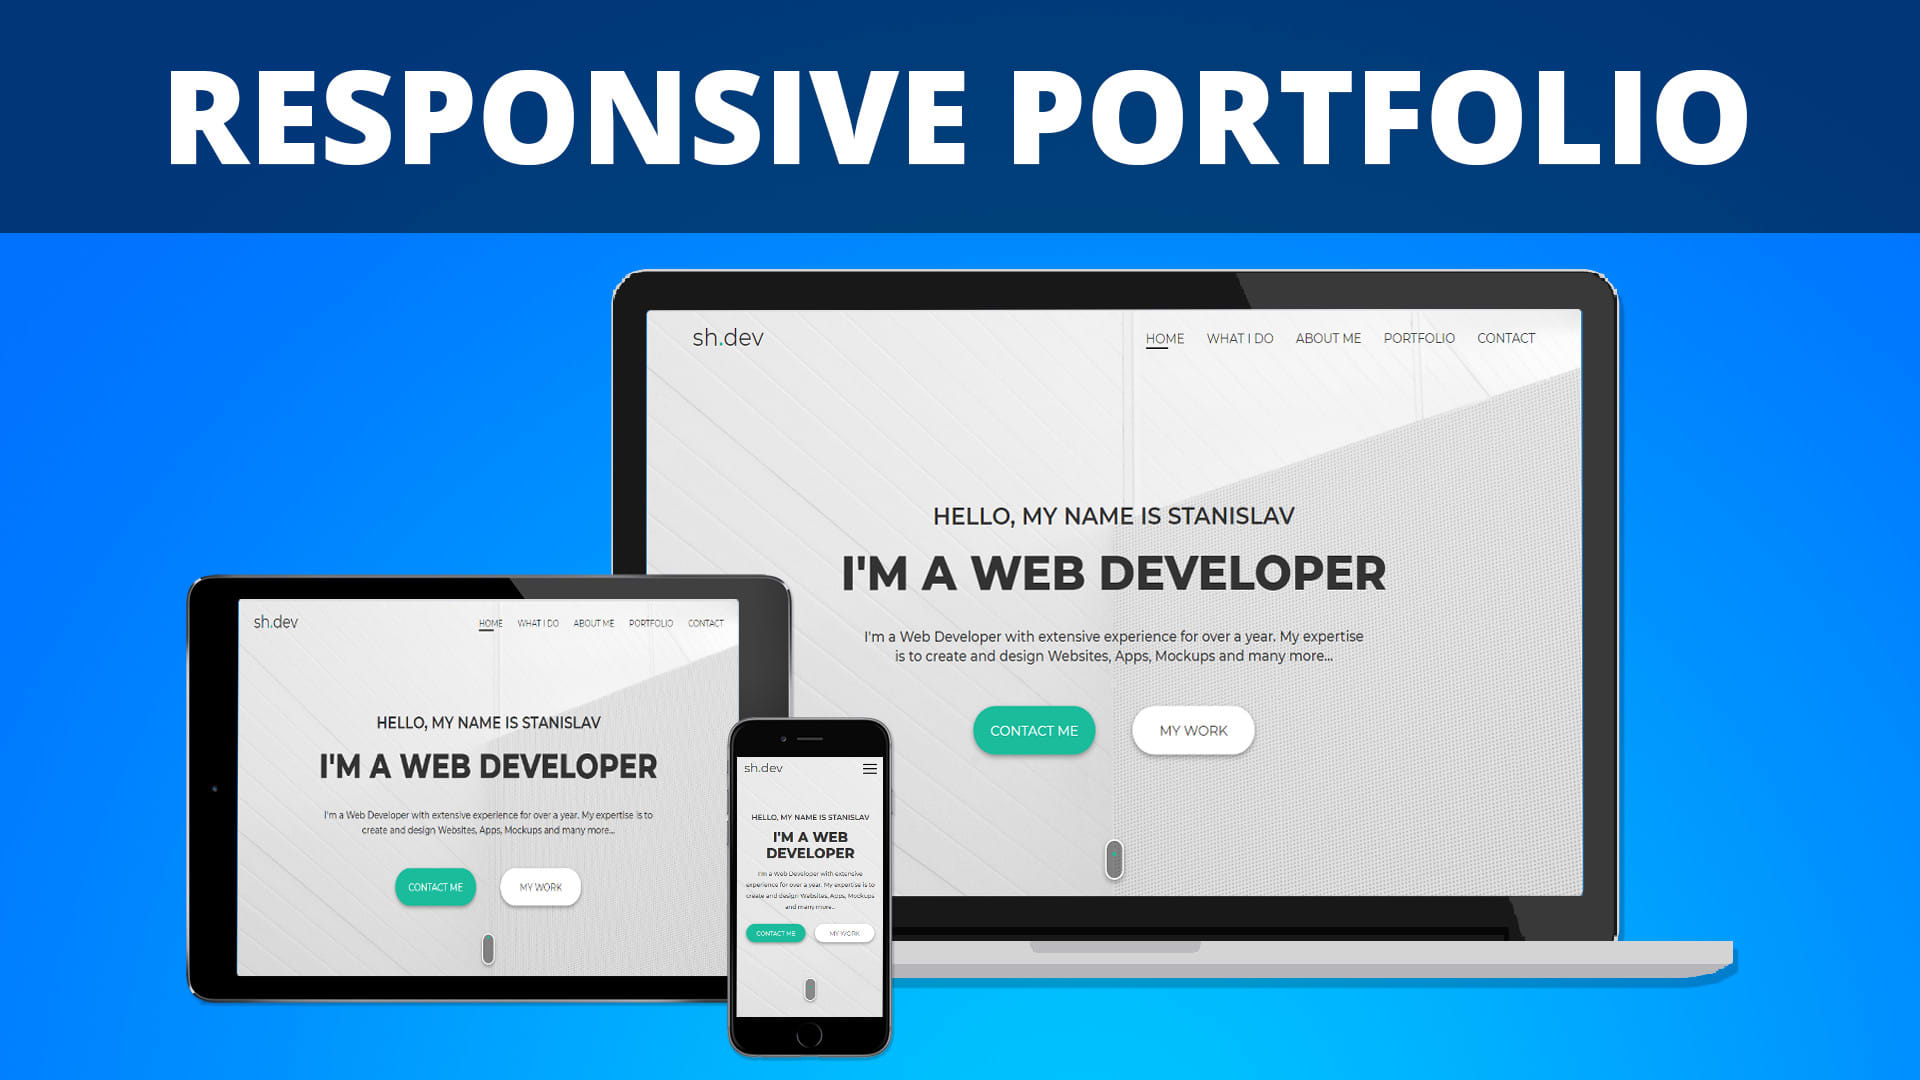 RESPONSIVE PORTFOLIO
sh.dev
HOME WHAT I DO ABOUT ME PORTFOLIO CONTACT
HELLO, MY NAME IS STANISLAV
I'M A WEB DEVELOPER
I'm a Web Developer with extensive experience for over a year. My expertise
is to create and design Websites, Apps, Mockups and many more...
CONTACT ME MY WORK
sh.dev
HOME WHAT I DO ABOUT ME PORTFOLIO CONTACT
HELLO, MY NAME IS STANISLAV
I'M A WEB DEVELOPER
I'm a Web Developer with extensive experience for over a year. My expertise is to
create and design Websites, Apps, Mockups and many more...
CONTACT ME MY WORK
sh.dev
HELLO, MY NAME IS STANISLAV
I'M A WEB
DEVELOPER
I'm a Web Developer with extensive
experience for over a year. My expertise is to
create and design Websites, Apps, Mockups
and many more...
CONTACT ME MY WORK